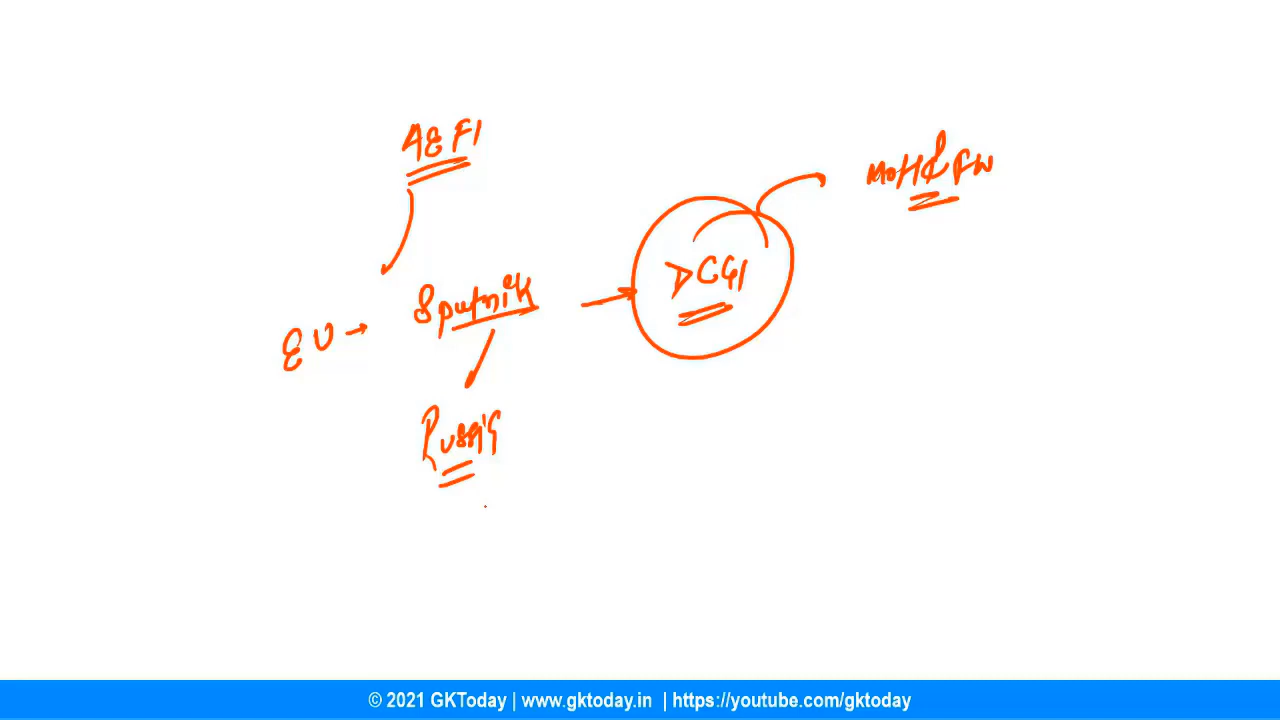 AEFI
MOH&FW
DCGI
Sputnik
EU
Russia
© 2021 GKToday | www.gktoday.in | https://youtube.com/gktoday